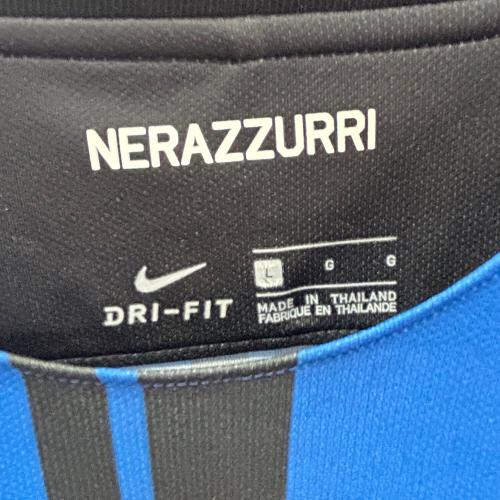 NERAZZURRI
L G G
DRI-FIT
MADE IN THAILAND
FABRIQUE EN THAILANDE